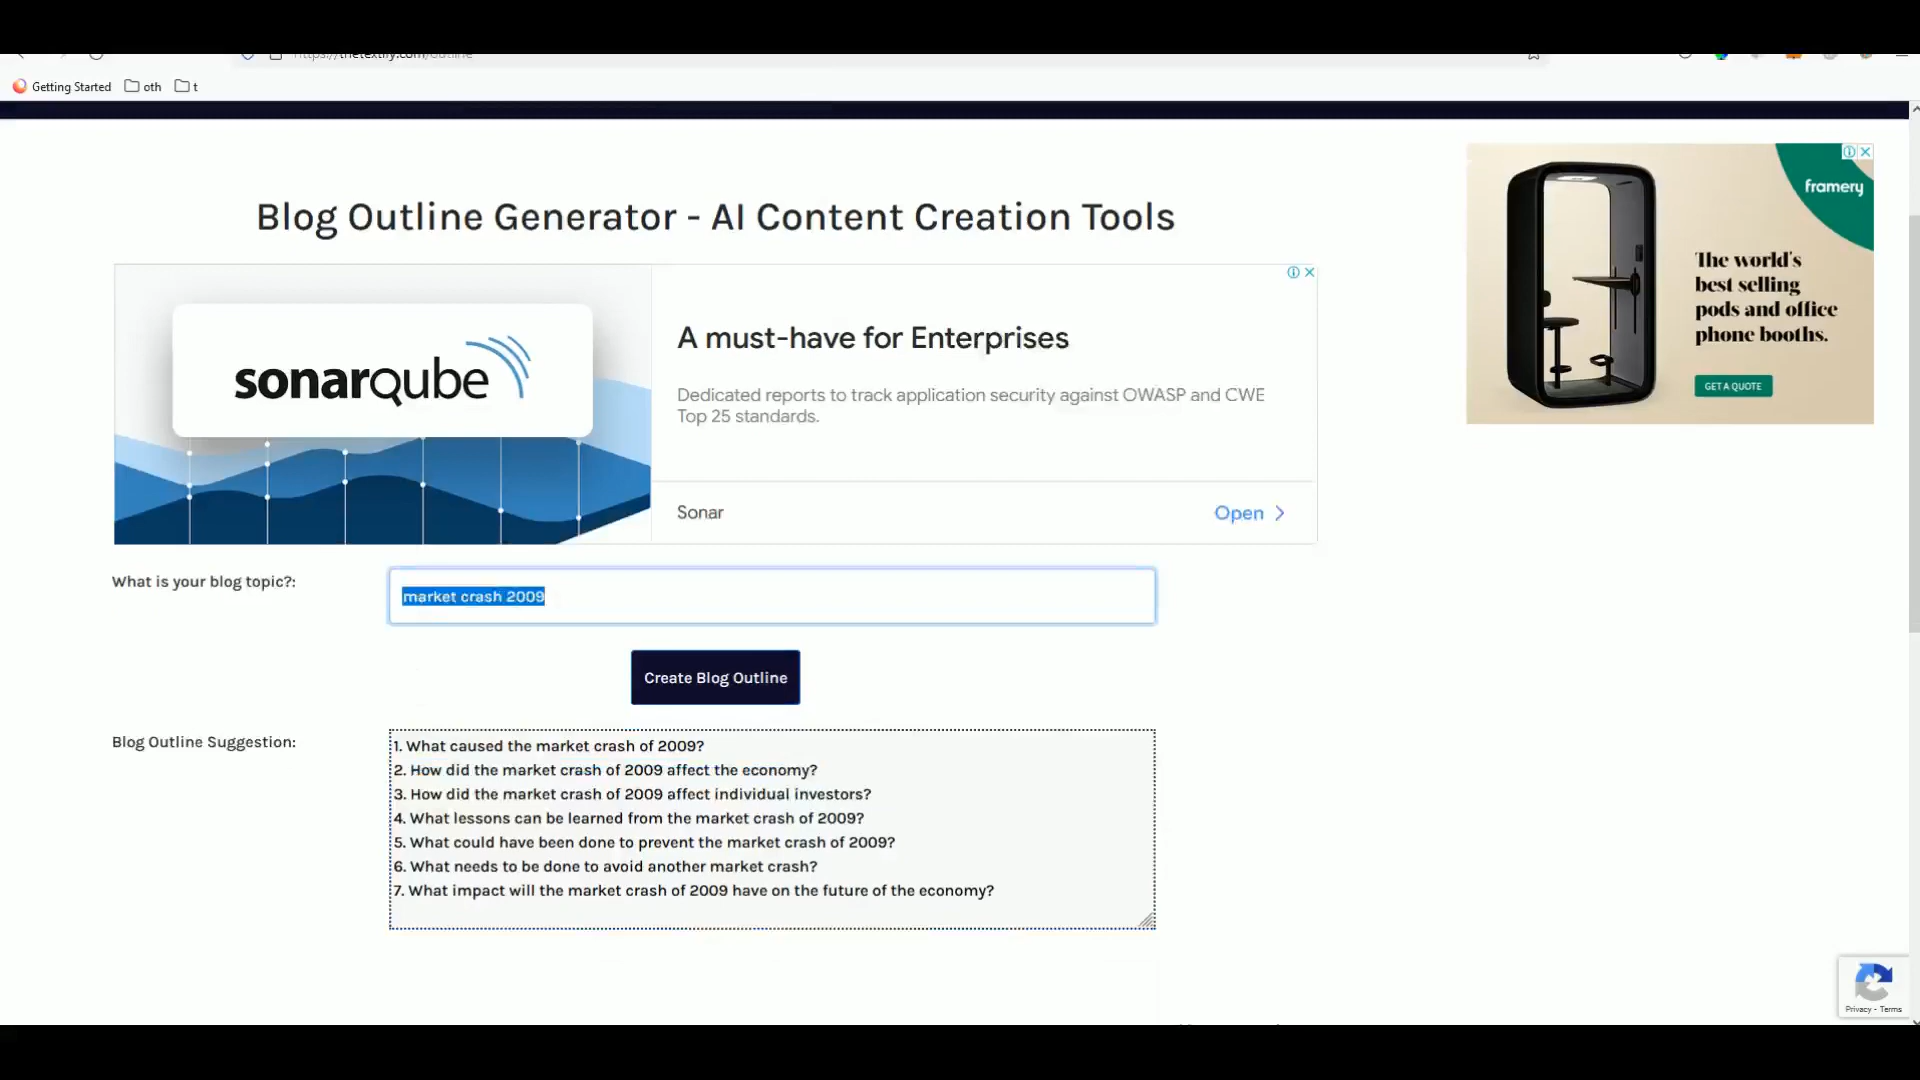 https://thetextify.com/outline
Getting Started
oth
t
Blog Outline Generator - AI Content Creation Tools
sonarqube
A must-have for Enterprises
Dedicated reports to track application security against OWASP and CWE
Top 25 standards.
Sonar
Open
framery
The world's
best selling
pods and office
phone booths.
GET A QUOTE
What is your blog topic?:
market crash 2009
Create Blog Outline
Blog Outline Suggestion:
1. What caused the market crash of 2009?
2. How did the market crash of 2009 affect the economy?
3. How did the market crash of 2009 affect individual investors?
4. What lessons can be learned from the market crash of 2009?
5. What could have been done to prevent the market crash of 2009?
6. What needs to be done to avoid another market crash?
7. What impact will the market crash of 2009 have on the future of the economy?
Privacy - Terms